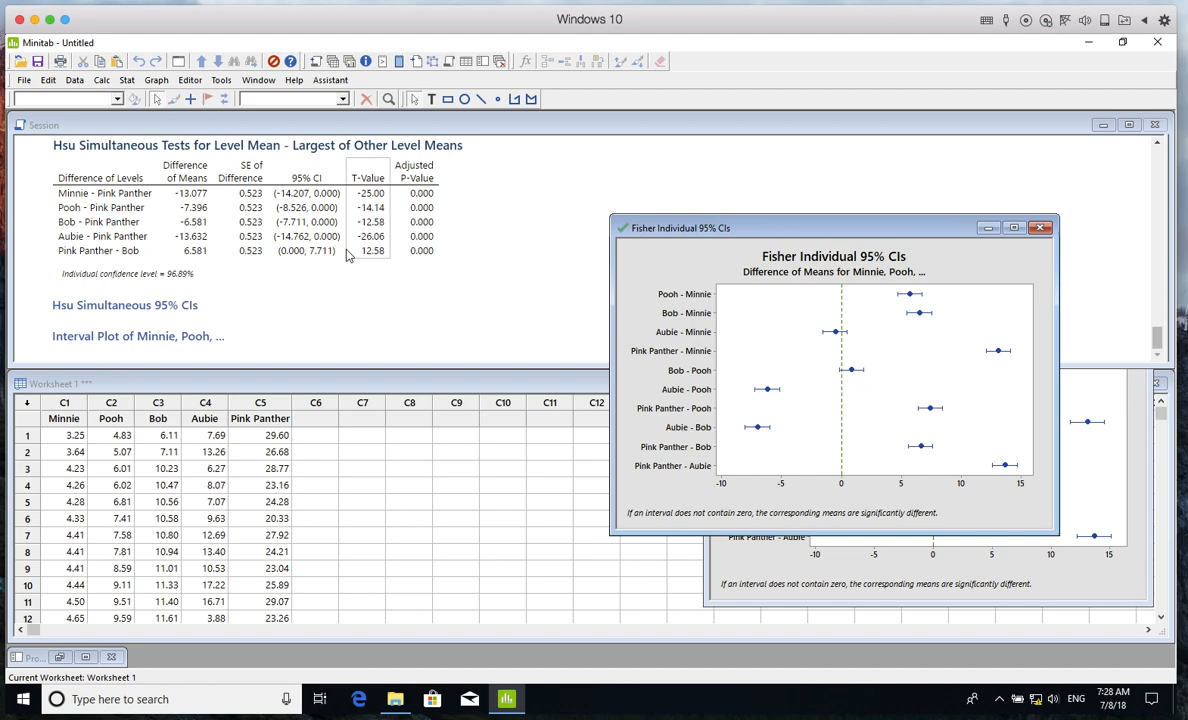 Windows 10
Minitab - Untitled
File Edit Data Calc Stat Graph Editor Tools Window Help Assistant
Session
Hsu Simultaneous Tests for Level Mean - Largest of Other Level Means
Difference SE of Adjusted
Difference of Levels of Means Difference 95% CI T-Value P-Value
Minnie - Pink Panther -13.077 0.523 (-14.207, 0.000) -25.00 0.000
Pooh - Pink Panther -7.396 0.523 (-8.526, 0.000) -14.14 0.000
Bob - Pink Panther -6.581 0.523 (-7.711, 0.000) -12.58 0.000
Aubie - Pink Panther -13.632 0.523 (-14.762, 0.000) -26.06 0.000
Pink Panther - Bob 6.581 0.523 (0.000, 7.711) 12.58 0.000
Individual confidence level = 96.89%
Hsu Simultaneous 95% CIs
Interval Plot of Minnie, Pooh, ...
Fisher Individual 95% CIs
Fisher Individual 95% CIs
Difference of Means for Minnie, Pooh, ...
Pooh - Minnie
Bob - Minnie
Aubie - Minnie
Pink Panther - Minnie
Bob - Pooh
Aubie - Pooh
Pink Panther - Pooh
Aubie - Bob
Pink Panther - Bob
Pink Panther - Aubie
-10 -5 0 5 10 15
If an interval does not contain zero, the corresponding means are significantly different.
Pink Panther - Aubie
-10 -5 0 5 10 15
If an interval does not contain zero, the corresponding means are significantly different.
Worksheet 1 ***
C1 C2 C3 C4 C5 C6 C7 C8 C9 C10 C11 C12
Minnie Pooh Bob Aubie Pink Panther
1 3.25 4.83 6.11 7.69 29.60
2 3.64 5.07 7.11 13.26 26.68
3 4.23 6.01 10.23 6.27 28.77
4 4.26 6.02 10.47 8.07 23.16
5 4.28 6.81 10.56 7.07 24.28
6 4.33 7.41 10.58 9.63 20.33
7 4.41 7.58 10.80 12.69 27.92
8 4.41 7.81 10.94 13.40 24.21
9 4.41 8.59 11.01 10.53 23.04
10 4.44 9.11 11.33 17.22 25.89
11 4.50 9.51 11.40 16.71 29.07
12 4.65 9.59 11.61 3.88 23.26
Pro...
Current Worksheet: Worksheet 1
Type here to search
ENG
7:28 AM
7/8/18